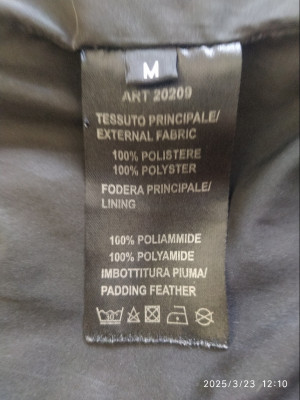 M
ART 20209
TESSUTO PRINCIPALE/
EXTERNAL FABRIC
100% POLISTERE
100% POLYSTER
FODERA PRINCIPALE/
LINING
100% POLIAMMIDE
100% POLYAMIDE
IMBOTTITURA PIUMA/
PADDING FEATHER
2025/3/23 12:10